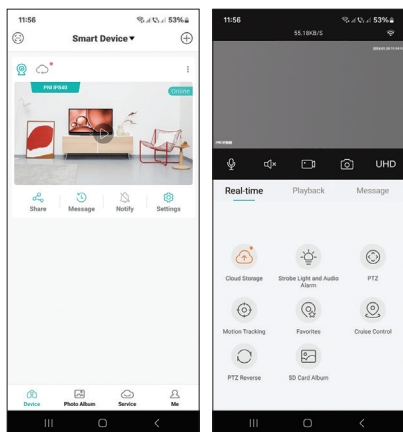 11:56
53%
Smart Device
PNI IP840
Online
Share Message Notify Settings
Device Photo Album Service Me
11:56
53%
55.18KB/S
UHD
Real-time Playback Message
Cloud Storage
Strobe Light and Audio
Alarm
PTZ
Motion Tracking
Favorites
Cruise Control
PTZ Reverse
SD Card Album